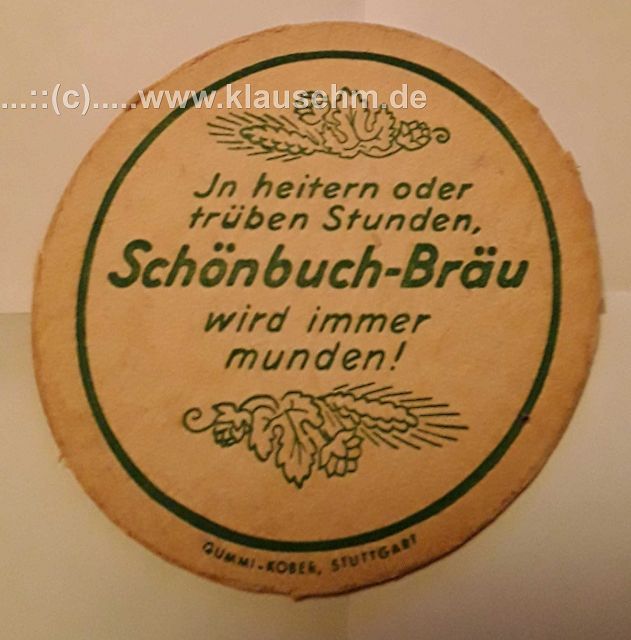 ...::(c).....www.klausehm.de
Jn heitern oder
trüben Stunden,
Schönbuch-Bräu
wird immer
munden!
GUMMI-KOBER, STUTTGART